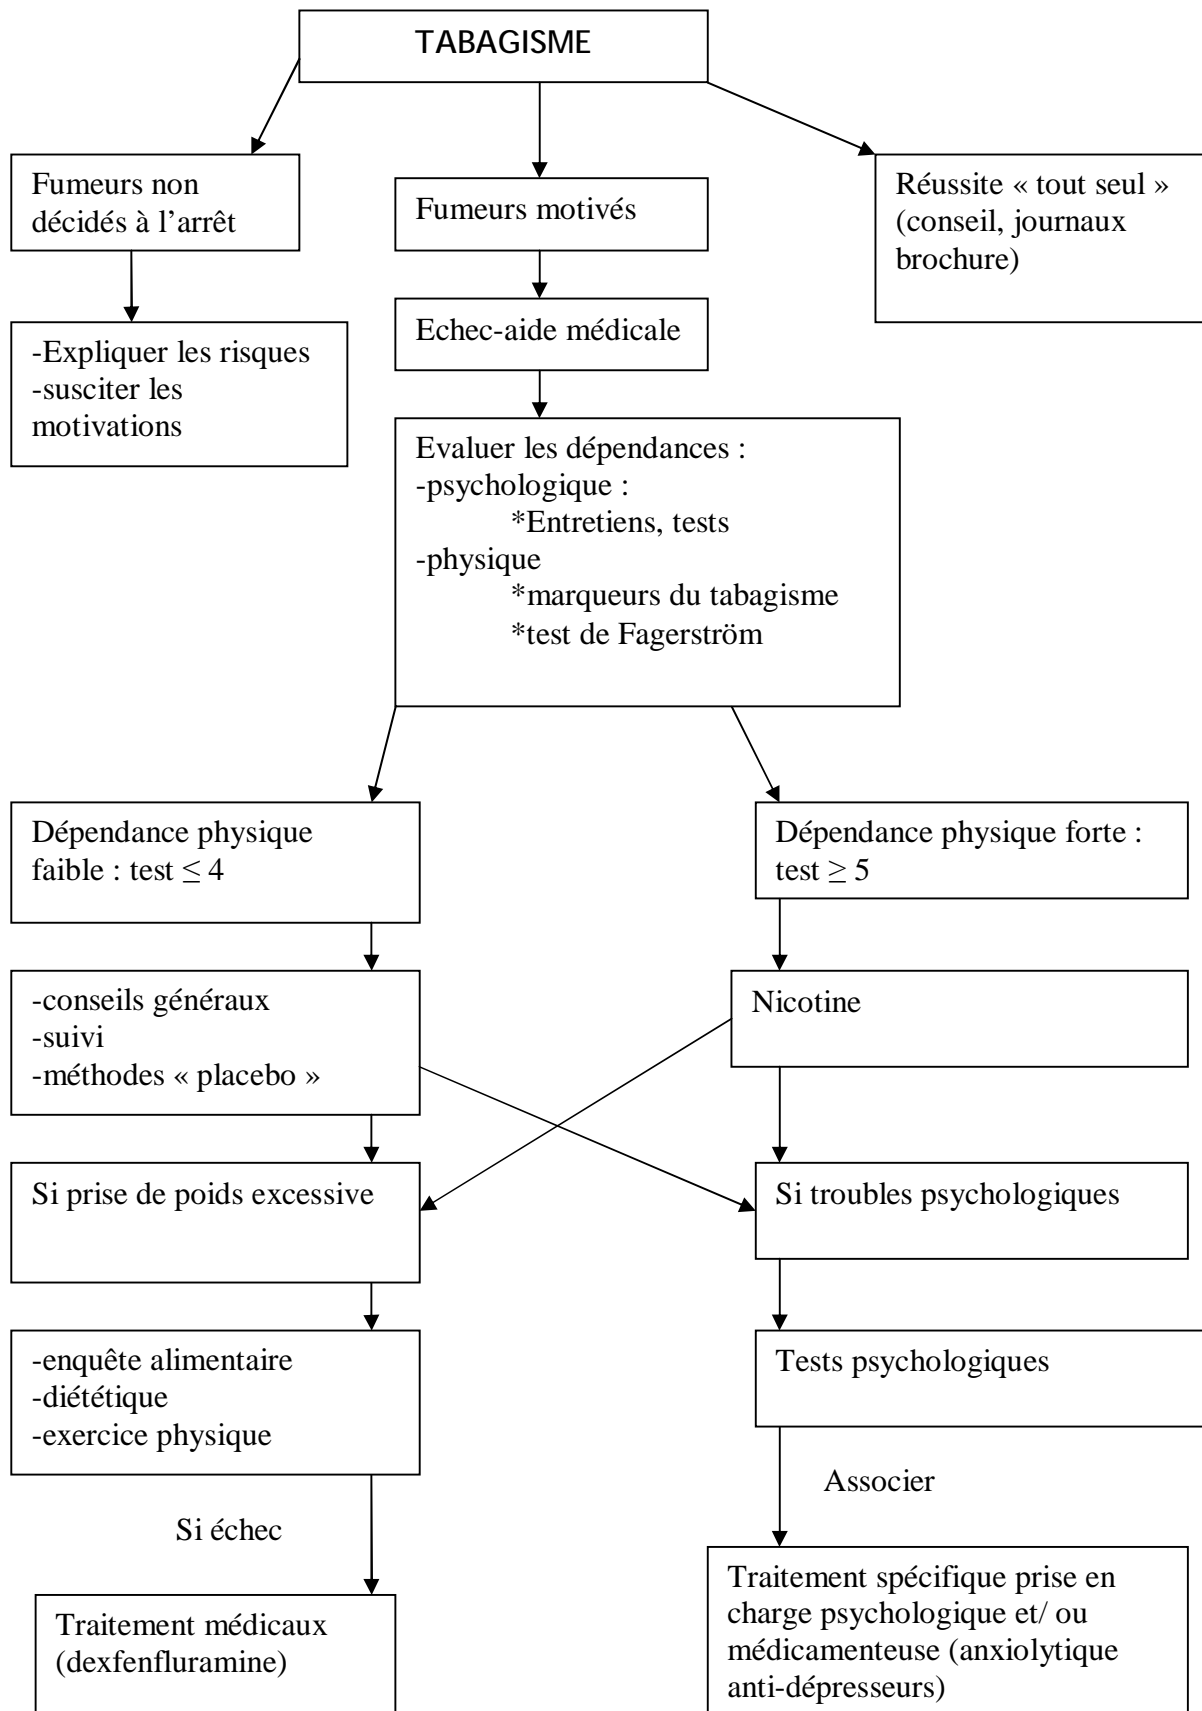 TABAGISME
Fumeurs non
décidés à l’arrêt
Fumeurs motivés
Réussite « tout seul »
(conseil, journaux
brochure)
-Expliquer les risques
-susciter les
motivations
Echec-aide médicale
Evaluer les dépendances :
-psychologique :
*Entretiens, tests
-physique
*marqueurs du tabagisme
*test de Fagerström
Dépendance physique
faible : test ≤ 4
Dépendance physique forte :
test ≥ 5
-conseils généraux
-suivi
-méthodes « placebo »
Nicotine
Si prise de poids excessive
Si troubles psychologiques
-enquête alimentaire
-diététique
-exercice physique
Tests psychologiques
Si échec
Associer
Traitement médicaux
(dexfenfluramine)
Traitement spécifique prise en
charge psychologique et/ ou
médicamenteuse (anxiolytique
anti-dépresseurs)